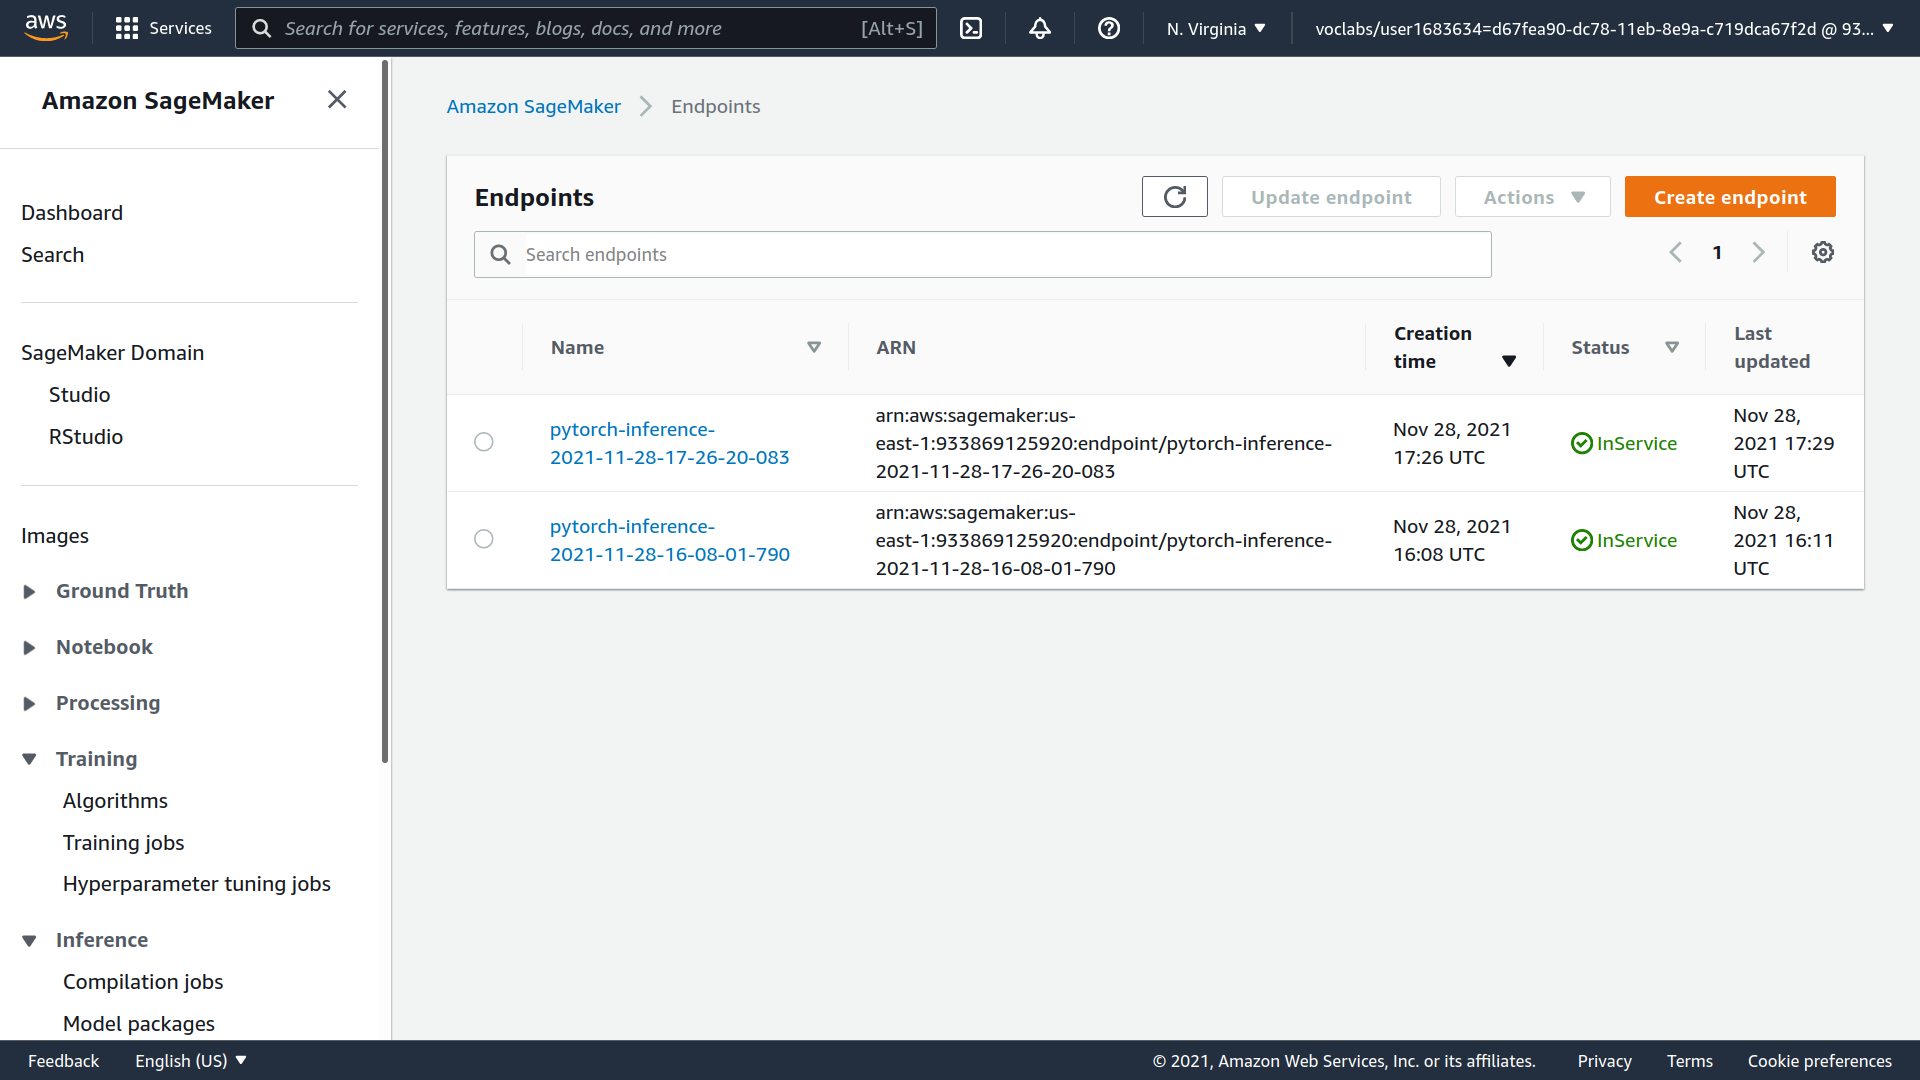 aws
Services
Search for services, features, blogs, docs, and more
[Alt+S]
N. Virginia
voclabs/user1683634=d67fea90-dc78-11eb-8e9a-c719dca67f2d @ 93...
Amazon SageMaker
Dashboard
Search
SageMaker Domain
Studio
RStudio
Images
Ground Truth
Notebook
Processing
Training
Algorithms
Training jobs
Hyperparameter tuning jobs
Inference
Compilation jobs
Model packages
Amazon SageMaker
Endpoints
Endpoints
Update endpoint
Actions
Create endpoint
Search endpoints
1
Name
ARN
Creation
time
Status
Last
updated
pytorch-inference-
2021-11-28-17-26-20-083
arn:aws:sagemaker:us-
east-1:933869125920:endpoint/pytorch-inference-
2021-11-28-17-26-20-083
Nov 28, 2021
17:26 UTC
InService
Nov 28,
2021 17:29
UTC
pytorch-inference-
2021-11-28-16-08-01-790
arn:aws:sagemaker:us-
east-1:933869125920:endpoint/pytorch-inference-
2021-11-28-16-08-01-790
Nov 28, 2021
16:08 UTC
InService
Nov 28,
2021 16:11
UTC
Feedback
English (US)
© 2021, Amazon Web Services, Inc. or its affiliates.
Privacy
Terms
Cookie preferences